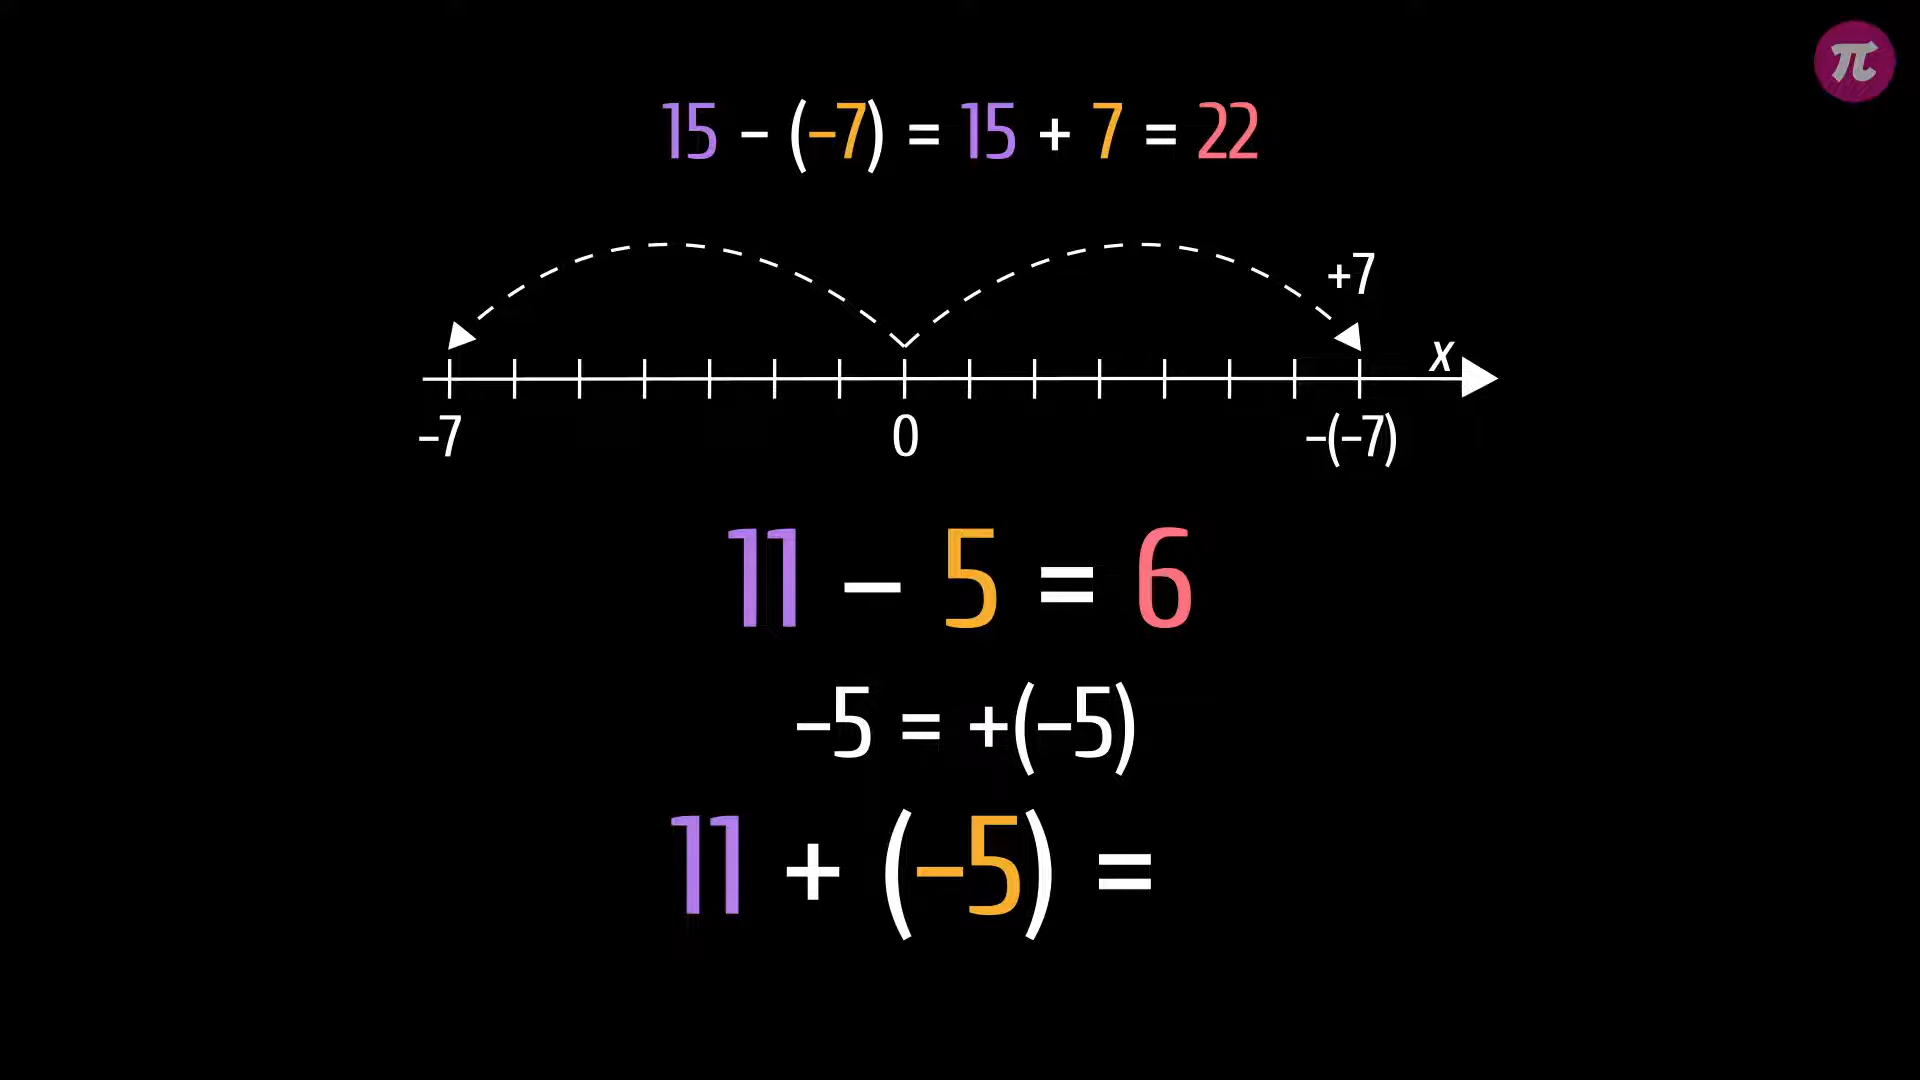 15 – (–7) = 15 + 7 = 22
+7
x
–7 0 –(–7)
11 – 5 = 6
–5 = +(–5)
11 + (–5) =
π